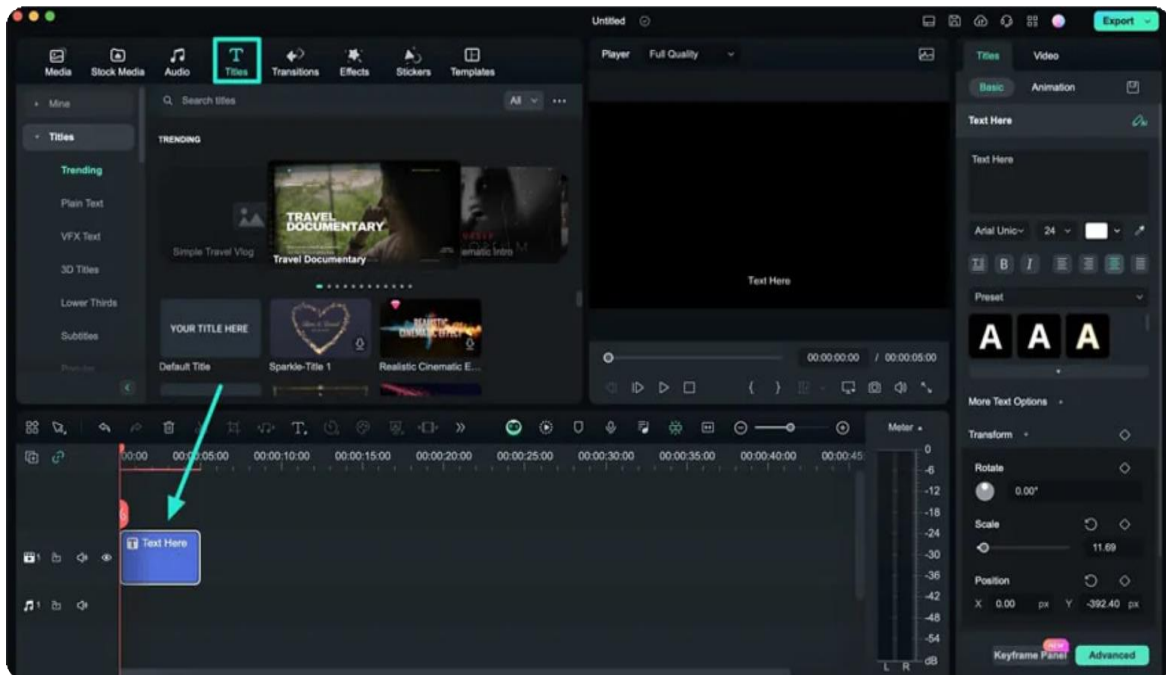 Untitled
Export
Media Stock Media Audio Titles Transitions Effects Stickers Templates
Mine
Titles
Trending
Plain Text
VFX Text
3D Titles
Lower Thirds
Subtitles
Search titles
All
TRENDING
Simple Travel Vlog
TRAVEL
DOCUMENTARY
Travel Documentary
ematic Intro
YOUR TITLE HERE
Default Title
Sparkle-Title 1
REALISTIC
CINEMATIC EFFECT
Realistic Cinematic E...
Player Full Quality
Text Here
00:00:00:00 / 00:00:05:00
Titles Video
Basic Animation
Text Here
Text Here
Arial Unic 24
B I
Preset
A A A
More Text Options
Transform
Rotate
0.00°
Scale
11.69
Position
X 0.00 px Y -392.40 px
Keyframe Panel
NEW
Advanced
00:00 00:00:05:00 00:00:10:00 00:00:15:00 00:00:20:00 00:00:25:00 00:00:30:00 00:00:35:00 00:00:40:00 00:00:45
Text Here
1
1
Meter
0
-6
-12
-18
-24
-30
-36
-42
-48
-54
dB
L R